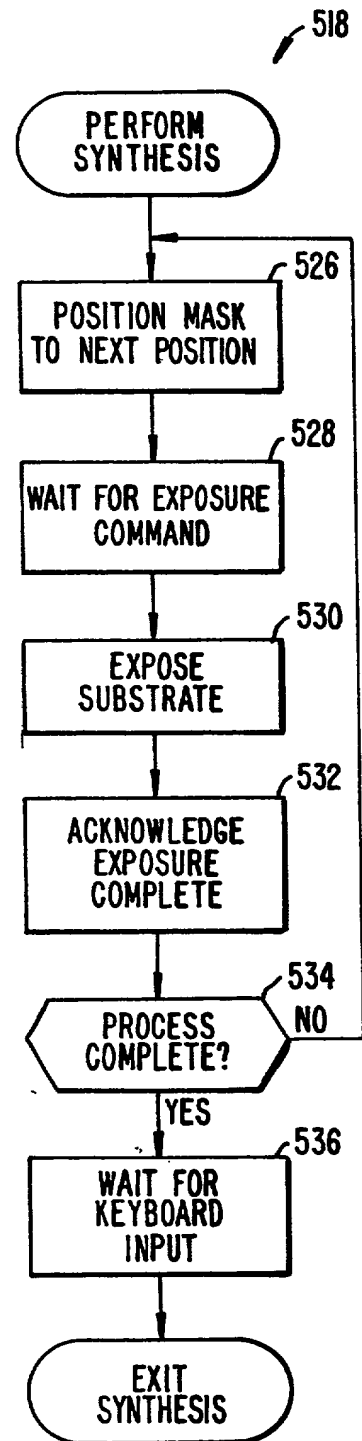 518
PERFORM
SYNTHESIS
526
POSITION MASK
TO NEXT POSITION
528
WAIT FOR EXPOSURE
COMMAND
530
EXPOSE
SUBSTRATE
532
ACKNOWLEDGE
EXPOSURE
COMPLETE
534
PROCESS
COMPLETE?
NO
YES
536
WAIT FOR
KEYBOARD
INPUT
EXIT
SYNTHESIS